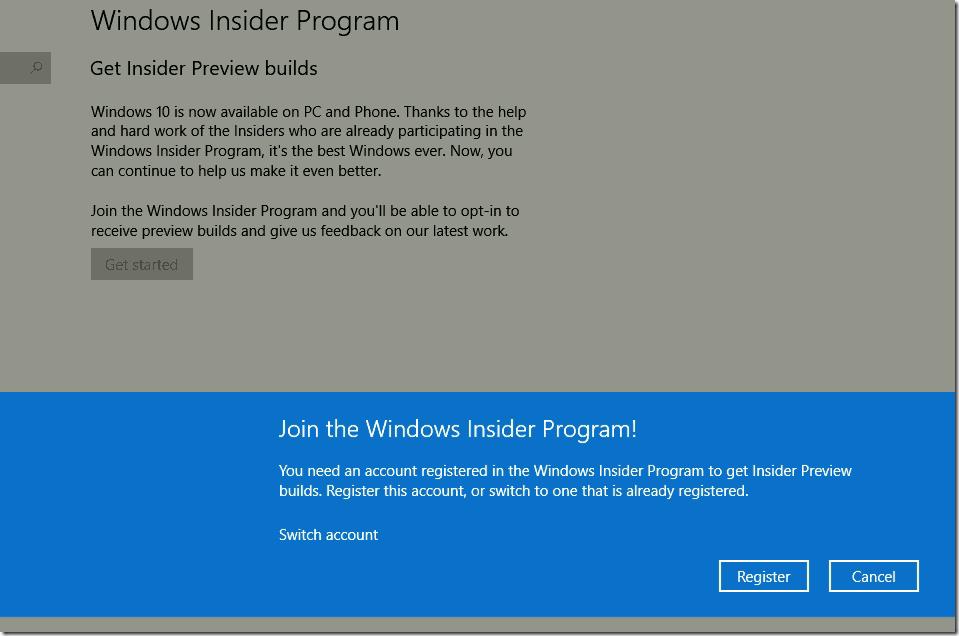 Windows Insider Program
Get Insider Preview builds
Windows 10 is now available on PC and Phone. Thanks to the help
and hard work of the Insiders who are already participating in the
Windows Insider Program, it's the best Windows ever. Now, you
can continue to help us make it even better.
Join the Windows Insider Program and you'll be able to opt-in to
receive preview builds and give us feedback on our latest work.
Get started
Join the Windows Insider Program!
You need an account registered in the Windows Insider Program to get Insider Preview
builds. Register this account, or switch to one that is already registered.
Switch account
Register
Cancel